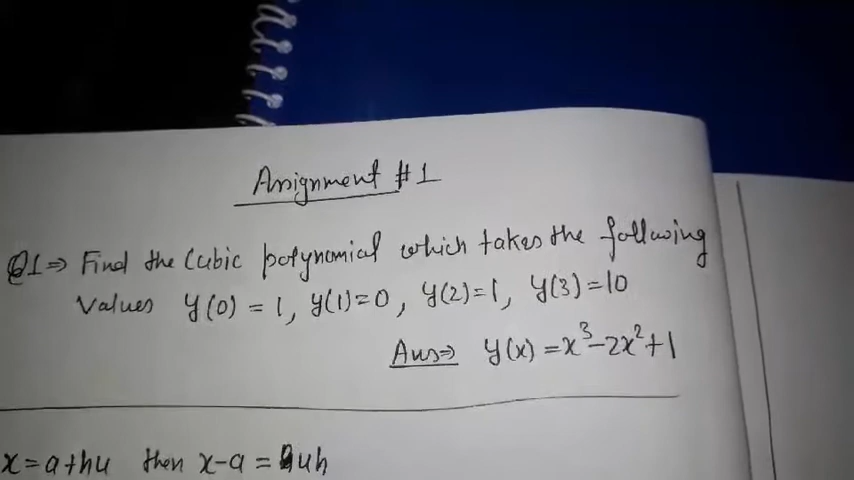 Assignment #1
Q1⇒ Find the Cubic polynomial which takes the following
Values y(0) = 1, y(1)=0, y(2)=1, y(3)=10
Ans⇒ y(x) = x³-2x²+1
x=a+hu then x-a = uh